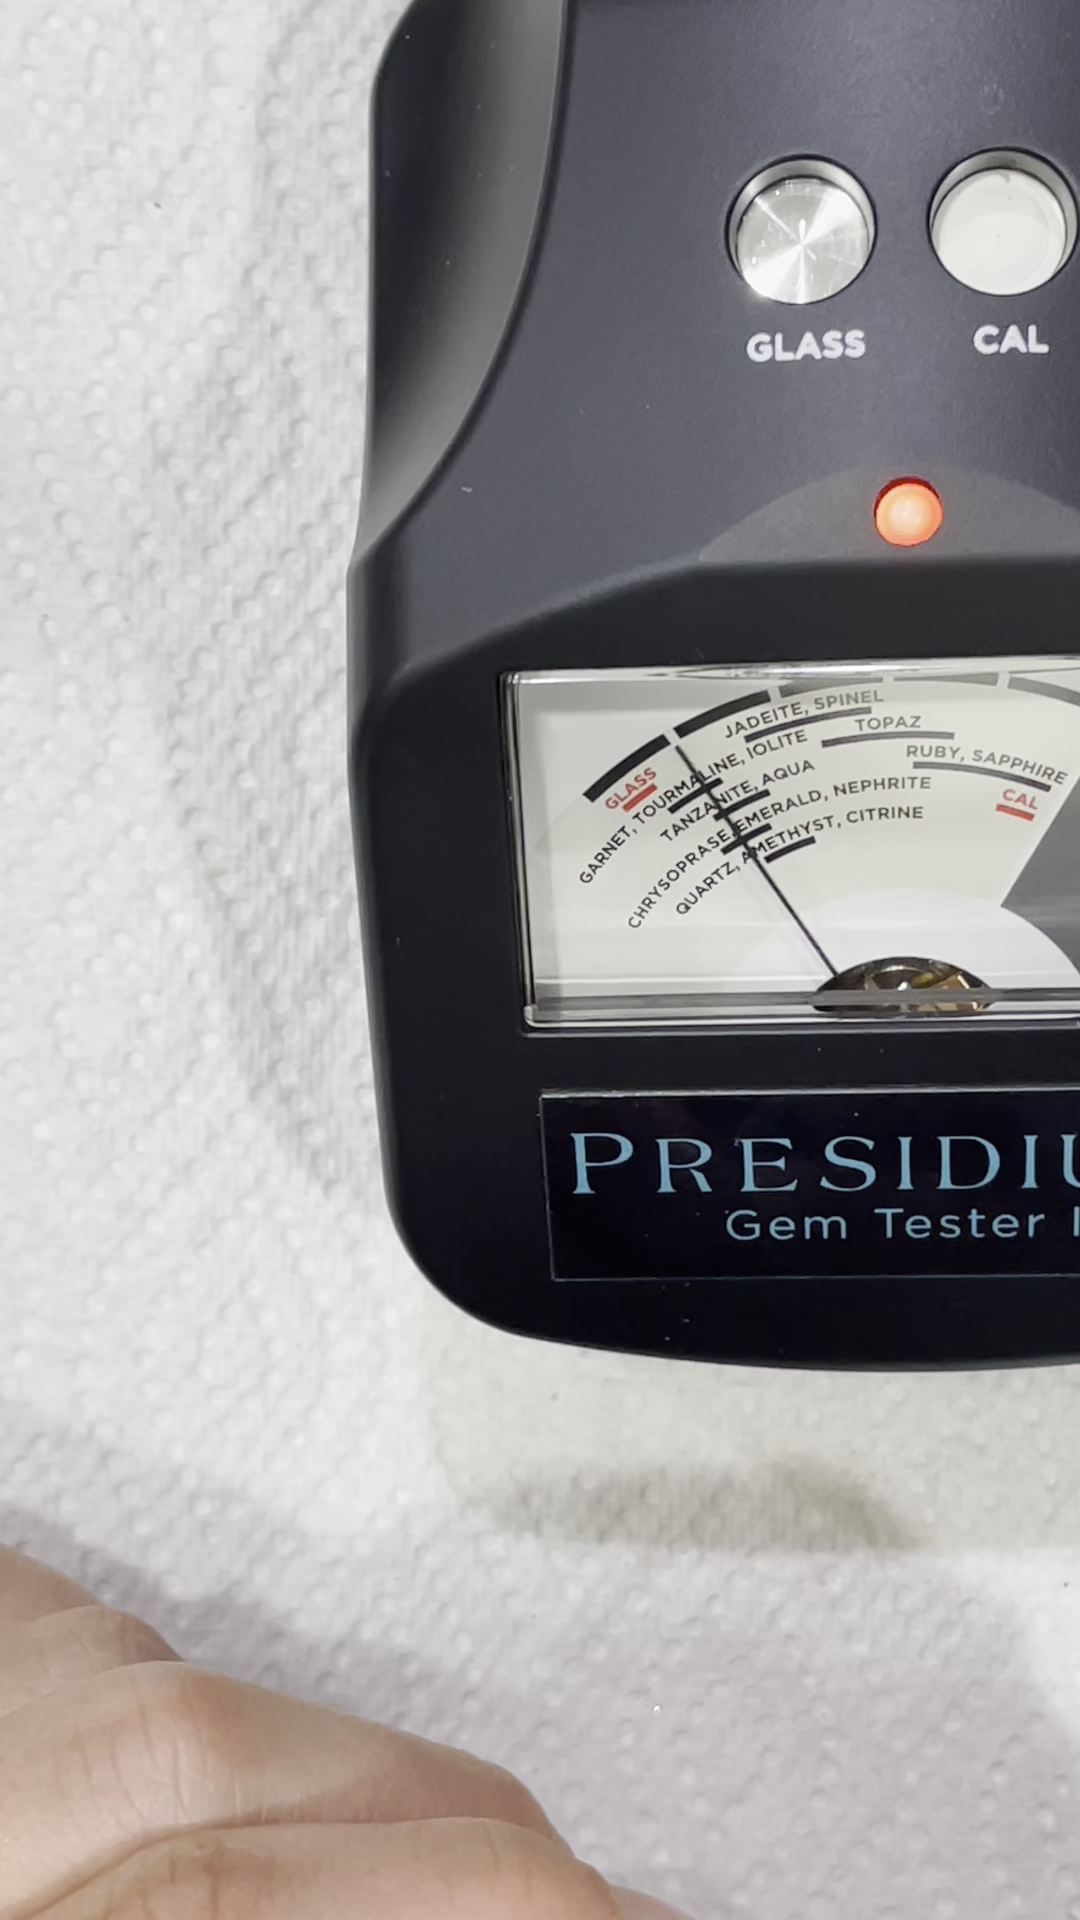 GLASS CAL
JADEITE, SPINEL
TOPAZ
RUBY, SAPPHIRE
GLASS
GARNET, TOURMALINE, IOLITE
CAL
TANZANITE, AQUA
CHRYSOPRASE, EMERALD, NEPHRITE
QUARTZ, AMETHYST, CITRINE
PRESIDIU
Gem Tester I